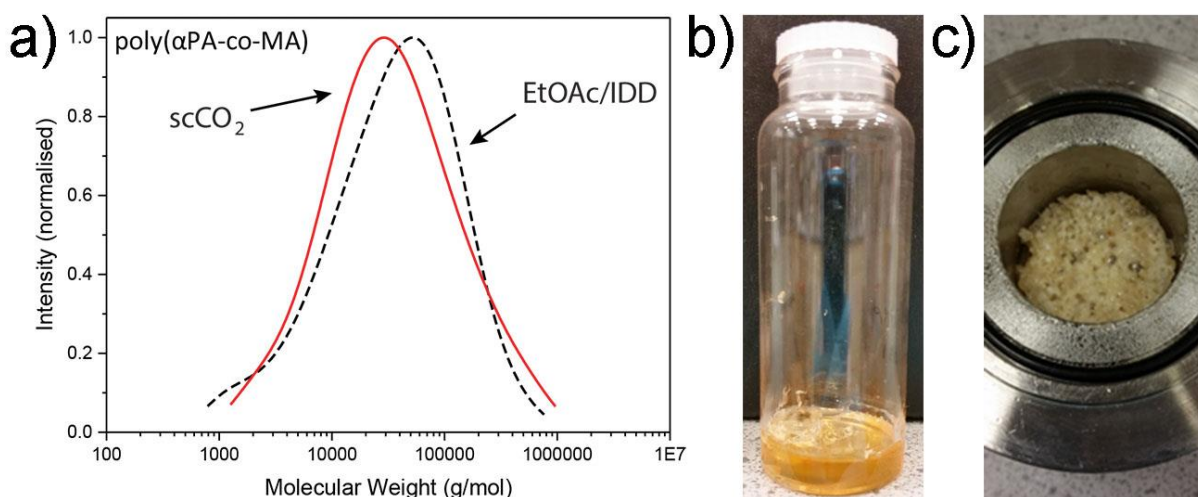 a)
poly(αPA-co-MA)
scCO₂
EtOAc/IDD
Intensity (normalised)
1.0
0.8
0.6
0.4
0.2
0.0
100
1000
10000
100000
1000000
1E7
Molecular Weight (g/mol)
b)
c)